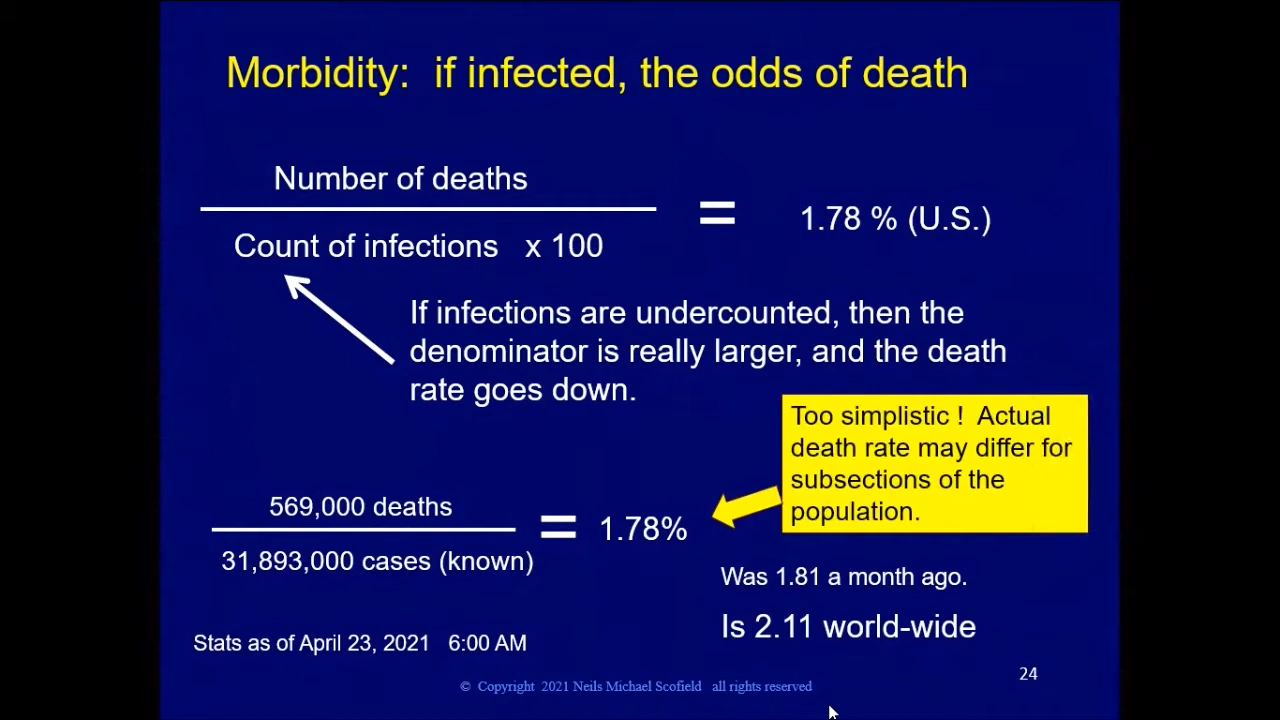 Morbidity:  if infected, the odds of death
Number of deaths
Count of infections   x 100
=
1.78 % (U.S.)
If infections are undercounted, then the
denominator is really larger, and the death
rate goes down.
Too simplistic !  Actual
death rate may differ for
subsections of the
population.
569,000 deaths
31,893,000 cases (known)
=
1.78%
Was 1.81 a month ago.
Is 2.11 world-wide
Stats as of April 23, 2021   6:00 AM
24
©  Copyright  2021 Neils Michael Scofield   all rights reserved